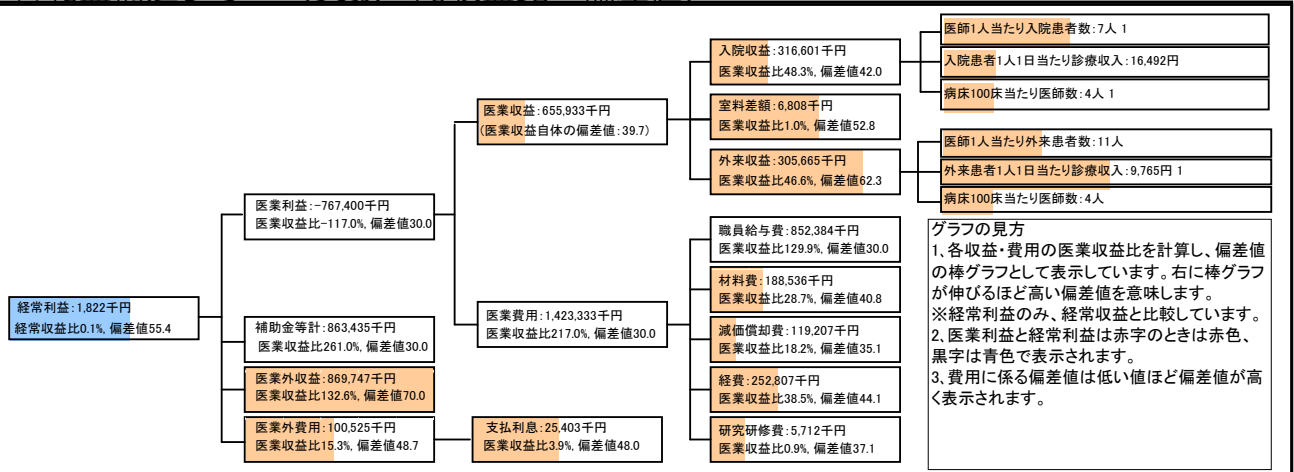 医師1人当たり入院患者数:7人 1
入院収益:316,601千円
医業収益比48.3%, 偏差値42.0
入院患者1人1日当たり診療収入:16,492円
病床100床当たり医師数:4人 1
医業収益:655,933千円
(医業収益自体の偏差値:39.7)
室料差額:6,808千円
医業収益比1.0%, 偏差値52.8
医師1人当たり外来患者数:11人
外来収益:305,665千円
医業収益比46.6%, 偏差値62.3
外来患者1人1日当たり診療収入:9,765円 1
病床100床当たり医師数:4人
医業利益:-767,400千円
医業収益比-117.0%, 偏差値30.0
職員給与費:852,384千円
医業収益比129.9%, 偏差値30.0
材料費:188,536千円
医業収益比28.7%, 偏差値40.8
経常利益:1,822千円
経常収益比0.1%, 偏差値55.4
補助金等計:863,435千円
医業収益比261.0%, 偏差値30.0
医業費用:1,423,333千円
医業収益比217.0%, 偏差値30.0
減価償却費:119,207千円
医業収益比18.2%, 偏差値35.1
医業外収益:869,747千円
医業収益比132.6%, 偏差値70.0
経費:252,807千円
医業収益比38.5%, 偏差値44.1
医業外費用:100,525千円
医業収益比15.3%, 偏差値48.7
支払利息:25,403千円
医業収益比3.9%, 偏差値48.0
研究研修費:5,712千円
医業収益比0.9%, 偏差値37.1
グラフの見方
1、各収益・費用の医業収益比を計算し、偏差値
の棒グラフとして表示しています。右に棒グラフ
が伸びるほど高い偏差値を意味します。
※経常利益のみ、経常収益と比較しています。
2、医業利益と経常利益は赤字のときは赤色、
黒字は青色で表示されます。
3、費用に係る偏差値は低い値ほど偏差値が高
く表示されます。